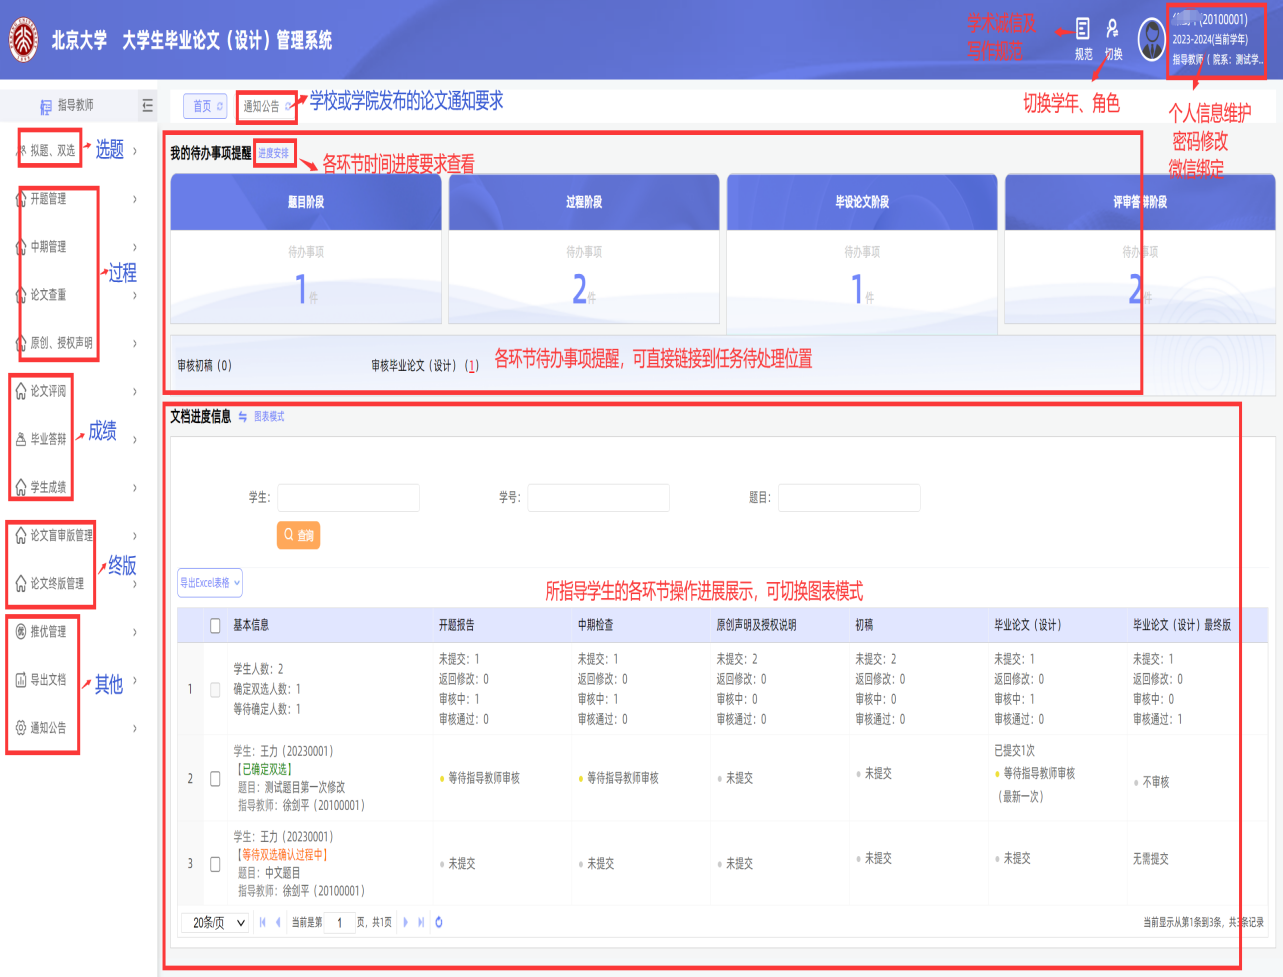 北京大学 大学生毕业论文（设计）管理系统
学术诚信及
写作规范
规范
切换
(20100001)
2023-2024(当前学年)
指导教师（ 院系：测试学...
切换学年、角色
个人信息维护
密码修改
微信绑定
指导教师
首页
通知公告
学校或学院发布的论文通知要求
拟题、双选
选题
开题管理
中期管理
论文查重
原创、授权声明
过程
论文评阅
毕业答辩
学生成绩
成绩
论文盲审版管理
论文终版管理
终版
推优管理
导出文档
通知公告
其他
我的待办事项提醒
进度安排
各环节时间进度要求查看
题目阶段
过程阶段
毕设论文阶段
评审答辩阶段
待办事项
待办事项
待办事项
待办事项
1件
2件
1件
2件
审核初稿（0）
审核毕业论文（设计）（1）
各环节待办事项提醒，可直接链接到任务待处理位置
文档进度信息
图表模式
学生：
学号：
题目：
查询
导出Excel表格
所指导学生的各环节操作进展展示，可切换图表模式
基本信息 开题报告 中期检查 原创声明及授权说明 初稿 毕业论文（设计） 毕业论文（设计）最终版
1
学生人数：2
确定双选人数：1
等待确定人数：1
未提交：1 未提交：1 未提交：2 未提交：2 未提交：1 未提交：1
返回修改：0 返回修改：0 返回修改：0 返回修改：0 返回修改：0 返回修改：0
审核中：1 审核中：1 审核中：0 审核中：0 审核中：1 审核中：0
审核通过：0 审核通过：0 审核通过：0 审核通过：0 审核通过：0 审核通过：1
2
学生：王力（20230001）
【已确定双选】
题目：测试题目第一次修改
指导教师：徐剑平（20100001）
等待指导教师审核
等待指导教师审核
未提交
未提交
已提交1次
等待指导教师审核
（最新一次）
不审核
3
学生：王力（20230001）
【等待双选确认过程中】
题目：中文题目
指导教师：徐剑平（20100001）
未提交
未提交
未提交
未提交
未提交
无需提交
20条/页
当前是第 1 页，共1页
当前显示从第1条到3条，共3条记录